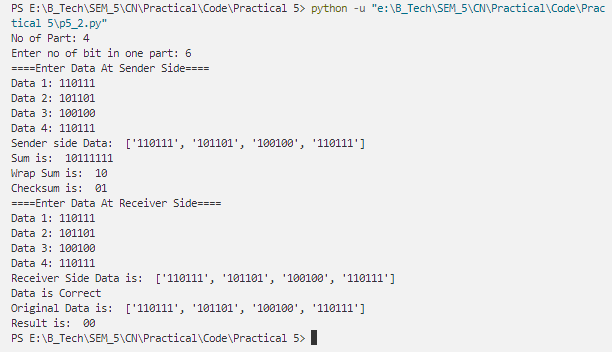 PS E:\B_Tech\SEM_5\CN\Practical\Code\Practical 5> python -u "e:\B_Tech\SEM_5\CN\Practical\Code\Prac
tical 5\p5_2.py"
No of Part: 4
Enter no of bit in one part: 6
====Enter Data At Sender Side====
Data 1: 110111
Data 2: 101101
Data 3: 100100
Data 4: 110111
Sender side Data:  ['110111', '101101', '100100', '110111']
Sum is:  10111111
Wrap Sum is:  10
Checksum is:  01
====Enter Data At Receiver Side====
Data 1: 110111
Data 2: 101101
Data 3: 100100
Data 4: 110111
Receiver Side Data is:  ['110111', '101101', '100100', '110111']
Data is Correct
Original Data is:  ['110111', '101101', '100100', '110111']
Result is:  00
PS E:\B_Tech\SEM_5\CN\Practical\Code\Practical 5>